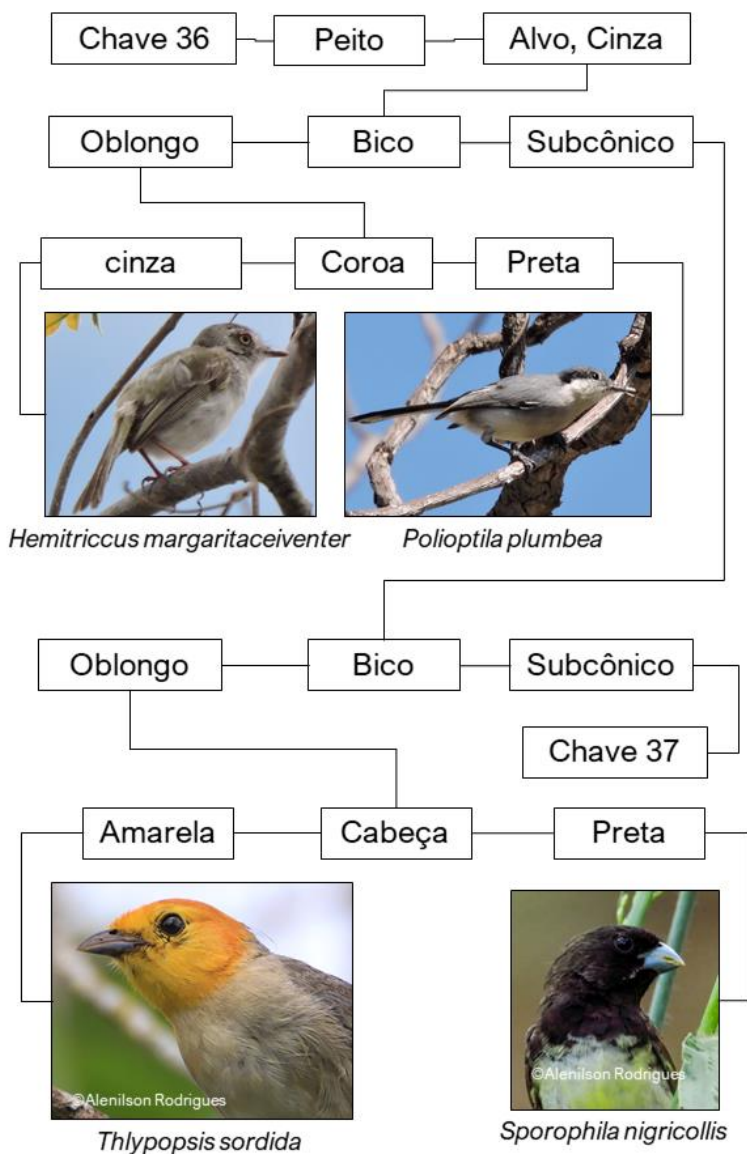 Chave 36 Peito Alvo, Cinza
Oblongo Bico Subcônico
cinza Coroa Preta
Hemitriccus margaritaceiventer Polioptila plumbea
Oblongo Bico Subcônico
Chave 37
Amarela Cabeça Preta
©Alenilson Rodrigues ©Alenilson Rodrigues
Thlypopsis sordida Sporophila nigricollis